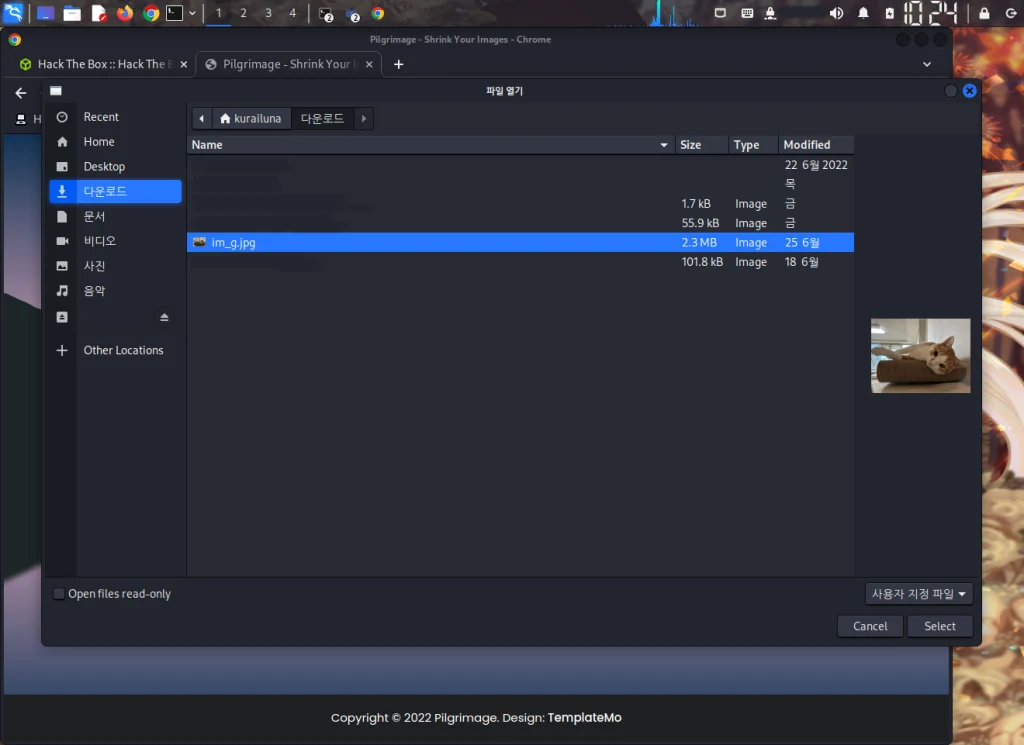 1 2 3 4 2 2 10 24
Pilgrimage - Shrink Your Images - Chrome
Hack The Box :: Hack The B Pilgrimage - Shrink Your I
파일 열기
H
Recent
kurailuna 다운로드
Home
Name Size Type Modified
Desktop
22 6월 2022
다운로드
목
1.7 kB Image 금
문서
55.9 kB Image 금
비디오
im_g.jpg 2.3 MB Image 25 6월
사진
101.8 kB Image 18 6월
음악
Other Locations
Open files read-only
사용자 지정 파일
Cancel Select
Copyright © 2022 Pilgrimage. Design: TemplateMo